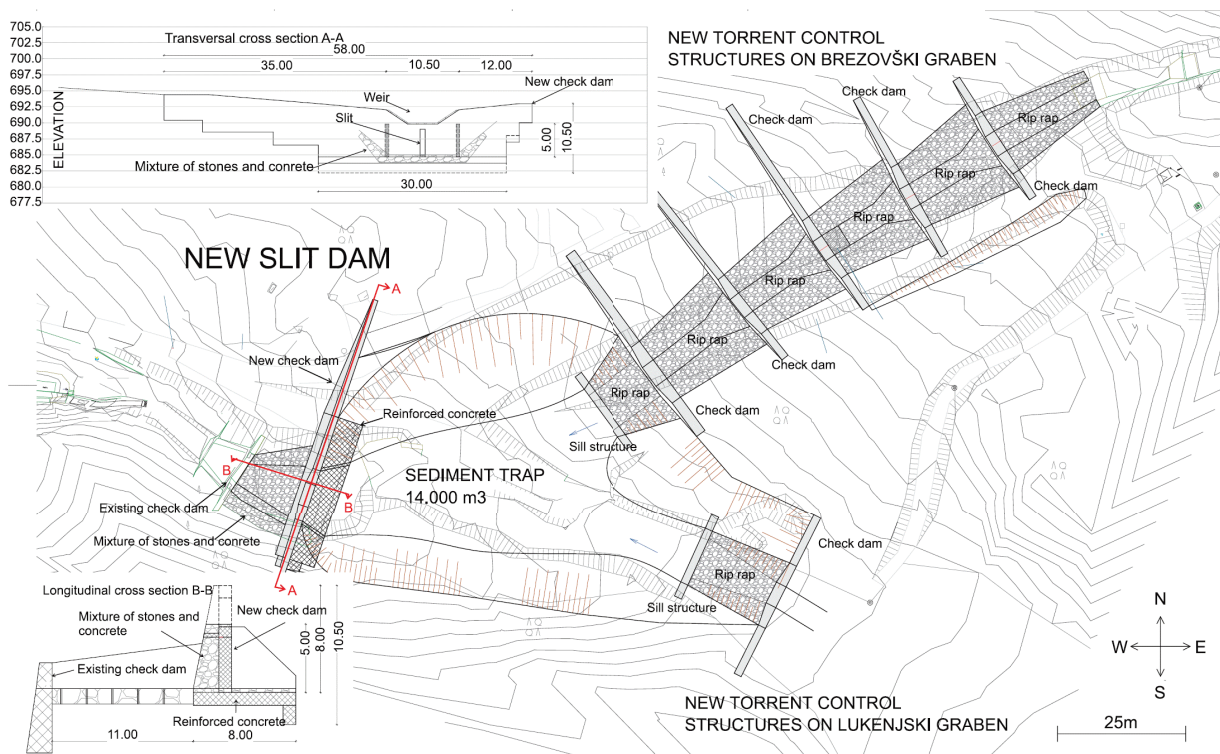 705.0
702.5
700.0
697.5
695.0
692.5
690.0
687.5
685.0
682.5
680.0
677.5
ELEVATION
Transversal cross section A-A
58.00
35.00
10.50
12.00
New check dam
Weir
Slit
Mixture of stones and conrete
5.00
10.50
30.00
NEW TORRENT CONTROL
STRUCTURES ON BREZOVŠKI GRABEN
Check dam
Check dam
Rip rap
Rip rap
Check dam
Rip rap
Rip rap
Rip rap
Check dam
Rip rap
Check dam
Sill structure
NEW SLIT DAM
A
New check dam
Reinforced concrete
B
B
SEDIMENT TRAP
14.000 m3
Existing check dam
Mixture of stones and conrete
A
Check dam
Rip rap
Sill structure
Longitudinal cross section B-B
Mixture of stones and
concrete
New check dam
Existing check dam
5.00
8.00
10.50
Reinforced concrete
11.00
8.00
NEW TORRENT CONTROL
STRUCTURES ON LUKENJSKI GRABEN
N
W
E
S
25m